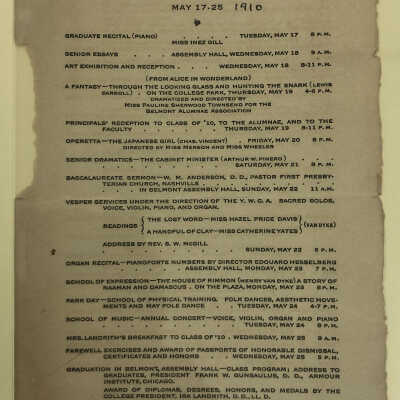 MAY 17-25 1910
GRADUATE RECITAL (PIANO) . . . TUESDAY, MAY 17 8 P.M.
MISS INEZ GILL
SENIOR ESSAYS . . . ASSEMBLY HALL, WEDNESDAY, MAY 18 9 A.M.
ART EXHIBITION AND RECEPTION . . . WEDNESDAY, MAY 18 8-11 P.M.
(FROM ALICE IN WONDERLAND)
A FANTASY—THROUGH THE LOOKING GLASS AND HUNTING THE SNARK (LEWIS
CARROLL) . ON THE COLLEGE PARK, THURSDAY, MAY 19 4-6 P.M.
DRAMATIZED AND DIRECTED BY
MISS PAULINE SHERWOOD TOWNSEND FOR THE
BELMONT ALUMNAE ASSOCIATION
PRINCIPALS' RECEPTION TO CLASS OF '10, TO THE ALUMNAE, AND TO THE
FACULTY . . . THURSDAY, MAY 19 8-11 P.M.
OPERETTA—THE JAPANESE GIRL (CHAS. VINCENT) . FRIDAY, MAY 20 8 P.M.
DIRECTED BY MISS MASSON AND MISS WHEELER
SENIOR DRAMATICS—THE CABINET MINISTER (ARTHUR W. PINERO) . . .
SATURDAY, MAY 21 8 P.M.
BACCALAUREATE SERMON—W. M. ANDERSON, D. D., PASTOR FIRST PRESBY-
TERIAN CHURCH, NASHVILLE . . .
IN BELMONT ASSEMBLY HALL, SUNDAY, MAY 22 11 A.M.
VESPER SERVICES UNDER THE DIRECTION OF THE Y. W. C. A. SACRED SOLOS,
VOICE, VIOLIN, PIANO, AND ORGAN.
READINGS { THE LOST WORD—MISS HAZEL PRICE DAVIS
A HANDFUL OF CLAY—MISS CATHERINE YATES } (VAN DYKE)
ADDRESS BY REV. S. W. MCGILL
SUNDAY, MAY 22 6 P.M.
ORGAN RECITAL—PIANOFORTE NUMBERS BY DIRECTOR EDOUARD HESSELBERG
ASSEMBLY HALL, MONDAY, MAY 23 7 P.M.
SCHOOL OF EXPRESSION—THE HOUSE OF RIMMON (HENRY VAN DYKE) A STORY OF
NAAMAN AND DAMASCUS . ON THE PLAZA, MONDAY, MAY 23 8 P.M.
PARK DAY—SCHOOL OF PHYSICAL TRAINING. FOLK DANCES, AESTHETIC MOVE-
MENTS AND MAY POLE DANCE . . TUESDAY, MAY 24 4-7 P.M.
SCHOOL OF MUSIC—ANNUAL CONCERT—VOICE, VIOLIN, ORGAN AND PIANO
TUESDAY, MAY 24 8 P.M.
MRS. LANDRITH'S BREAKFAST TO CLASS OF '10 . WEDNESDAY, MAY 25 9 A.M.
FAREWELL EXERCISES AND AWARD OF PASSPORTS OF HONORABLE DISMISSAL,
CERTIFICATES AND HONORS . WEDNESDAY, MAY 25 5 P.M.
GRADUATION IN BELMONT, ASSEMBLY HALL—CLASS PROGRAM; ADDRESS TO
GRADUATES, PRESIDENT FRANK W. GUNSAULUS, D. D., ARMOUR
INSTITUTE, CHICAGO.
AWARD OF DIPLOMAS, DEGREES, HONORS, AND MEDALS BY THE
COLLEGE PRESIDENT, IRA LANDRITH, D. D., LL. D.